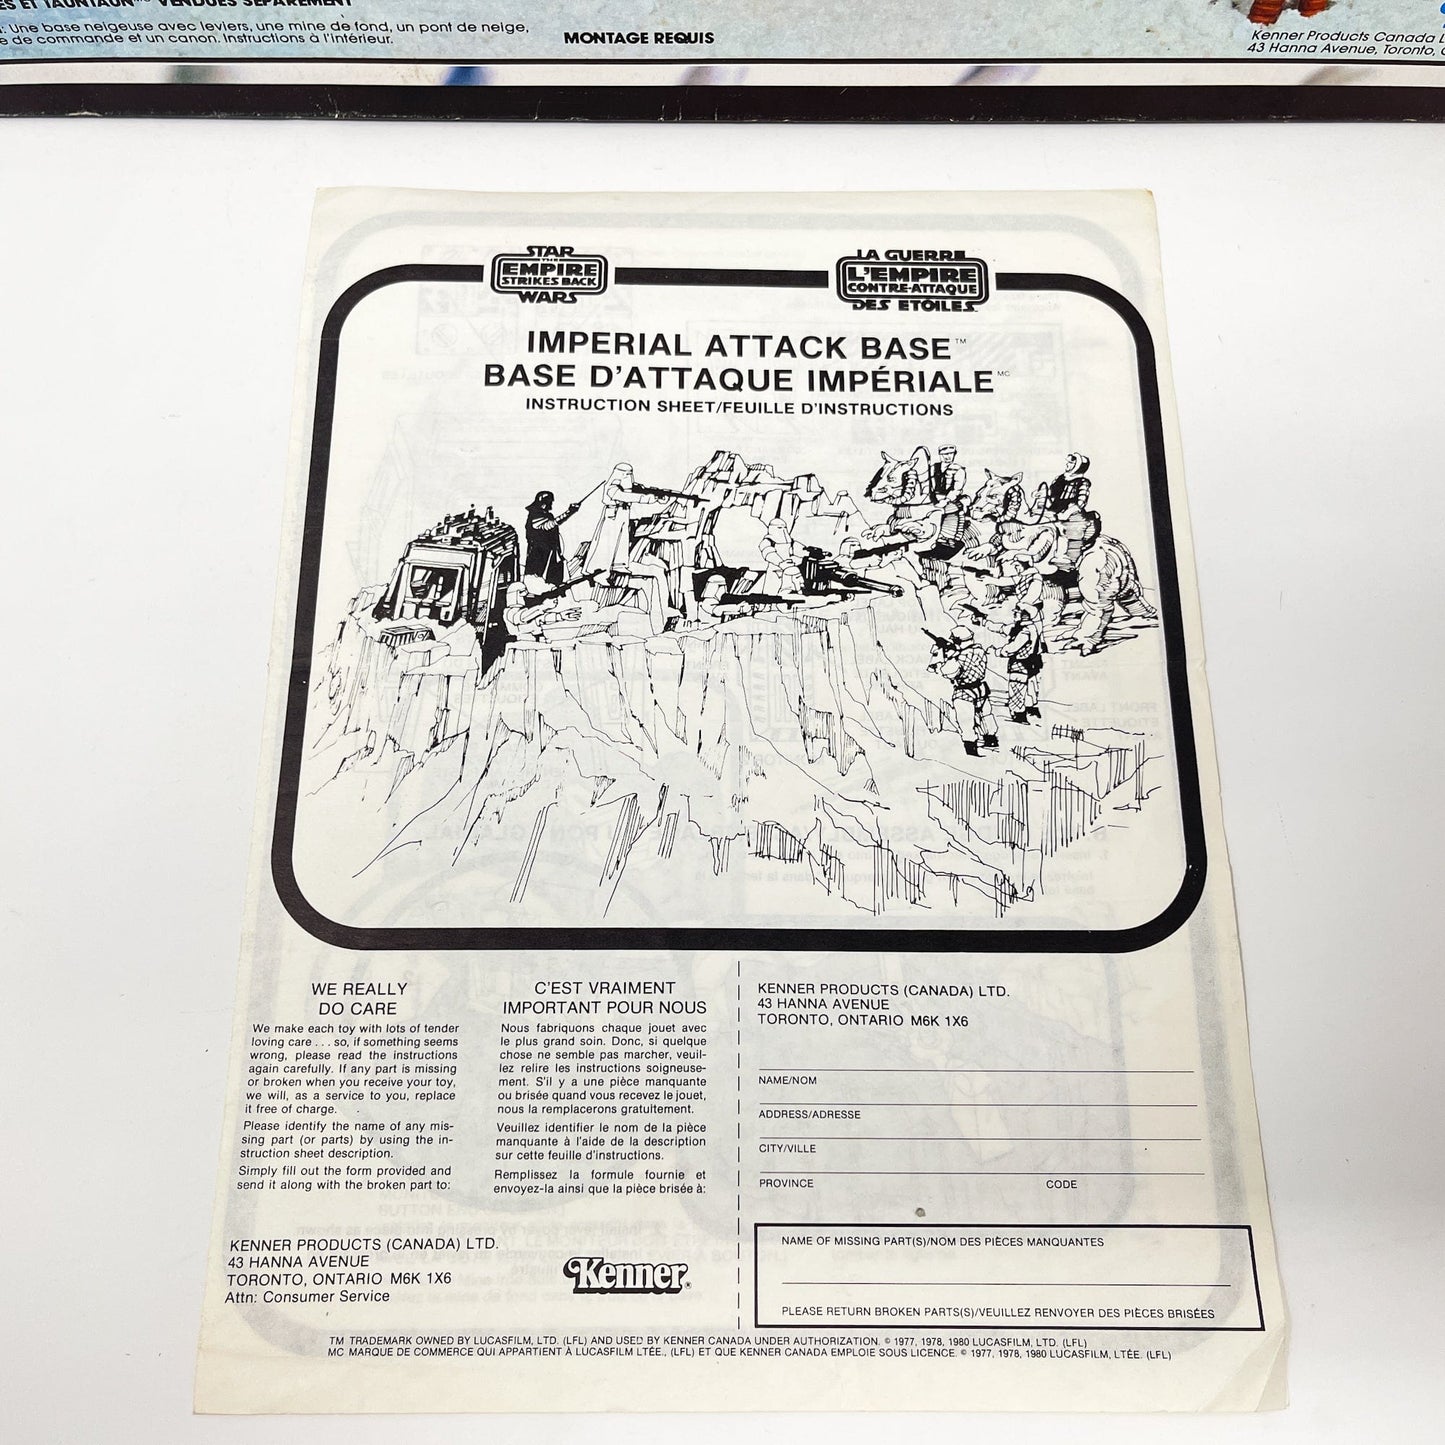 VENDUES SÉPARÉMENT
Une base neigeuse avec leviers, une mine de fond, un pont de neige,
de commande et un canon. Instructions à l'intérieur.
MONTAGE REQUIS
Kenner Products Canada
43 Hanna Avenue, Toronto,
STAR
THE
EMPIRE
STRIKES BACK
WARS
LA GUERRE
L'EMPIRE
CONTRE-ATTAQUE
DES ETOILES
IMPERIAL ATTACK BASE™
BASE D'ATTAQUE IMPÉRIALE MC
INSTRUCTION SHEET/FEUILLE D'INSTRUCTIONS
WE REALLY
DO CARE
We make each toy with lots of tender
loving care . . . so, if something seems
wrong, please read the instructions
again carefully. If any part is missing
or broken when you receive your toy,
we will, as a service to you, replace
it free of charge.
Please identify the name of any mis-
sing part (or parts) by using the in-
struction sheet description.
Simply fill out the form provided and
send it along with the broken part to:
KENNER PRODUCTS (CANADA) LTD.
43 HANNA AVENUE
TORONTO, ONTARIO M6K 1X6
Attn: Consumer Service
C'EST VRAIMENT
IMPORTANT POUR NOUS
Nous fabriquons chaque jouet avec
le plus grand soin. Donc, si quelque
chose ne semble pas marcher, veuil-
lez relire les instructions soigneuse-
ment. S'il y a une pièce manquante
ou brisée quand vous recevez le jouet,
nous la remplacerons gratuitement.
Veuillez identifier le nom de la pièce
manquante à l'aide de la description
sur cette feuille d'instructions.
Remplissez la formule fournie et
envoyez-la ainsi que la pièce brisée à:
Kenner®
KENNER PRODUCTS (CANADA) LTD.
43 HANNA AVENUE
TORONTO, ONTARIO M6K 1X6
NAME/NOM
ADDRESS/ADRESSE
CITY/VILLE
PROVINCE CODE
NAME OF MISSING PART(S)/NOM DES PIÈCES MANQUANTES
PLEASE RETURN BROKEN PARTS(S)/VEUILLEZ RENVOYER DES PIÈCES BRISÉES
TM TRADEMARK OWNED BY LUCASFILM, LTD. (LFL) AND USED BY KENNER CANADA UNDER AUTHORIZATION. © 1977, 1978, 1980 LUCASFILM, LTD. (LFL)
MC MARQUE DE COMMERCE QUI APPARTIENT À LUCASFILM LTÉE., (LFL) ET QUE KENNER CANADA EMPLOIE SOUS LICENCE. © 1977, 1978, 1980 LUCASFILM, LTÉE. (LFL)